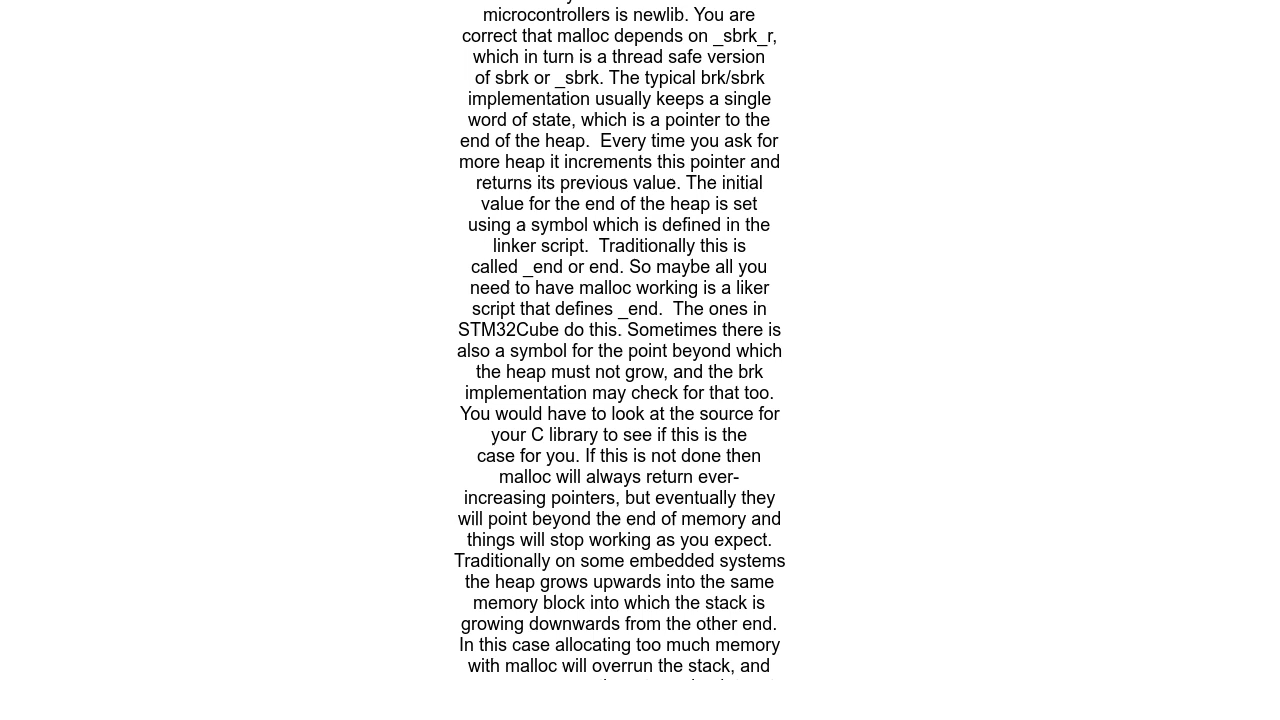 microcontrollers is newlib. You are
correct that malloc depends on _sbrk_r,
which in turn is a thread safe version
of sbrk or _sbrk. The typical brk/sbrk
implementation usually keeps a single
word of state, which is a pointer to the
end of the heap.  Every time you ask for
more heap it increments this pointer and
returns its previous value. The initial
value for the end of the heap is set
using a symbol which is defined in the
linker script.  Traditionally this is
called _end or end. So maybe all you
need to have malloc working is a liker
script that defines _end.  The ones in
STM32Cube do this. Sometimes there is
also a symbol for the point beyond which
the heap must not grow, and the brk
implementation may check for that too.
You would have to look at the source for
your C library to see if this is the
case for you. If this is not done then
malloc will always return ever-
increasing pointers, but eventually they
will point beyond the end of memory and
things will stop working as you expect.
Traditionally on some embedded systems
the heap grows upwards into the same
memory block into which the stack is
growing downwards from the other end.
In this case allocating too much memory
with malloc will overrun the stack, and